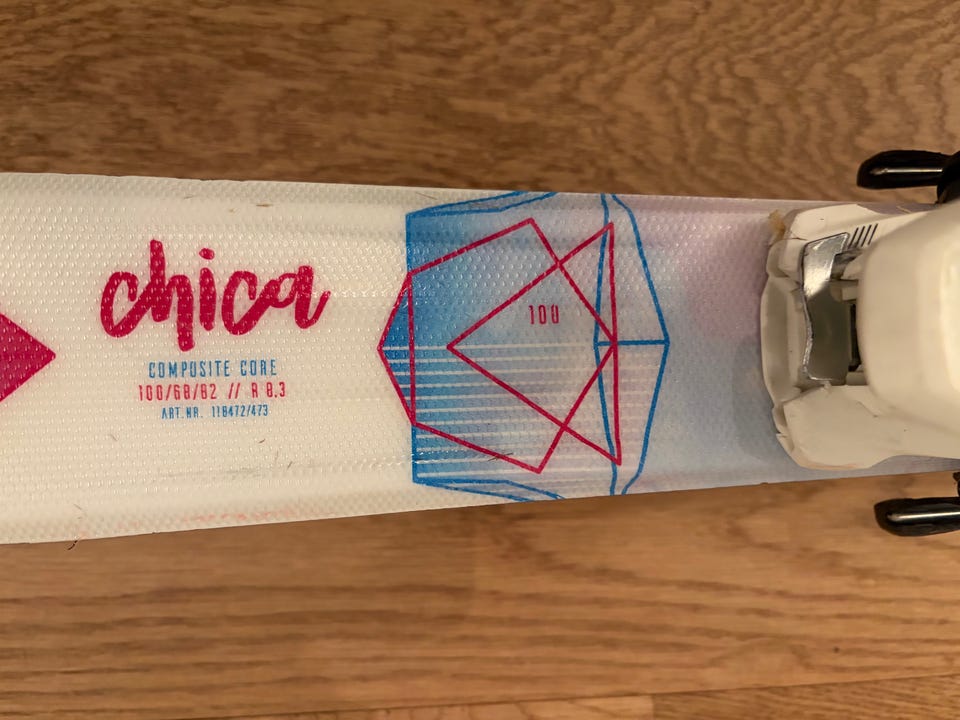 chica
COMPOSITE CORE
100/68/82 // R 8.3
ART.NR. 118472/473
100